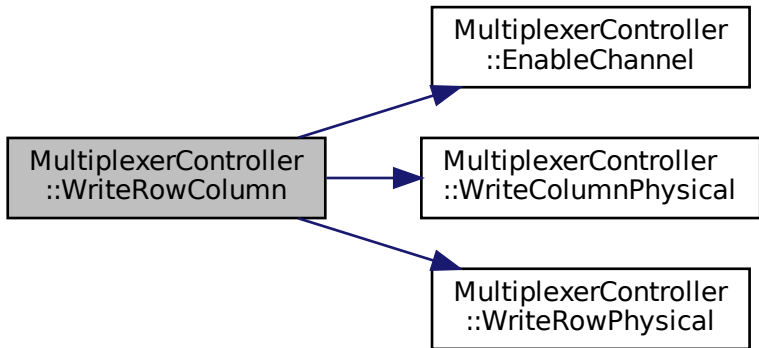 MultiplexerController
::EnableChannel
MultiplexerController
::WriteRowColumn
MultiplexerController
::WriteColumnPhysical
MultiplexerController
::WriteRowPhysical